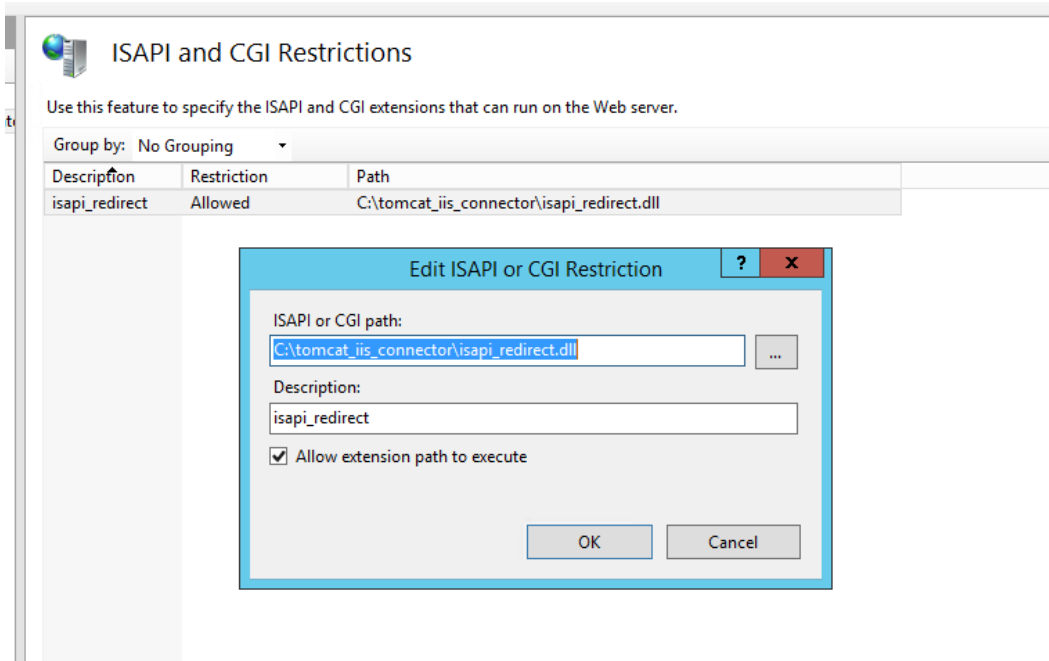 ISAPI and CGI Restrictions
Use this feature to specify the ISAPI and CGI extensions that can run on the Web server.
Group by: No Grouping
Description Restriction Path
isapi_redirect Allowed C:\tomcat_iis_connector\isapi_redirect.dll
Edit ISAPI or CGI Restriction ? x
ISAPI or CGI path:
C:\tomcat_iis_connector\isapi_redirect.dll ...
Description:
isapi_redirect
Allow extension path to execute
OK Cancel